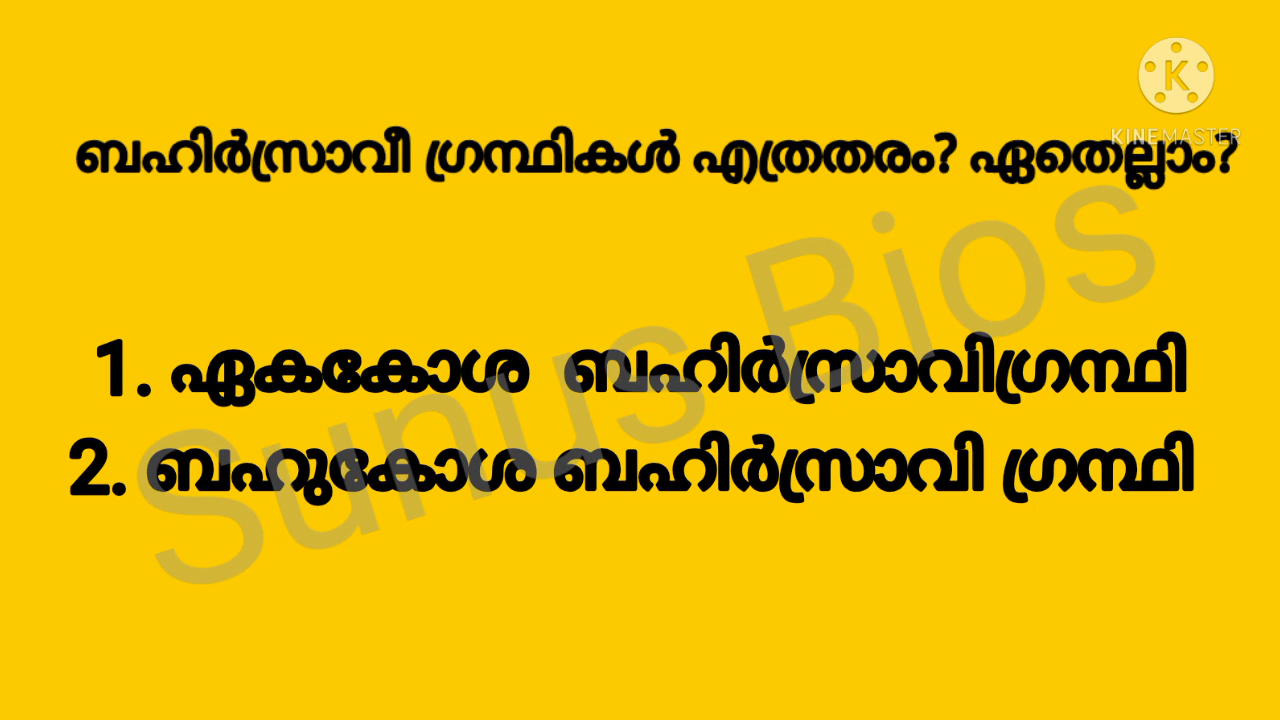 K
KINEMASTER
ബഹിർസ്രാവീ ഗ്രന്ഥികൾ എത്രതരം? ഏതെല്ലാം?
Sunus Bios
1. ഏകകോശ ബഹിർസ്രാവിഗ്രന്ഥി
2. ബഹുകോശ ബഹിർസ്രാവി ഗ്രന്ഥി